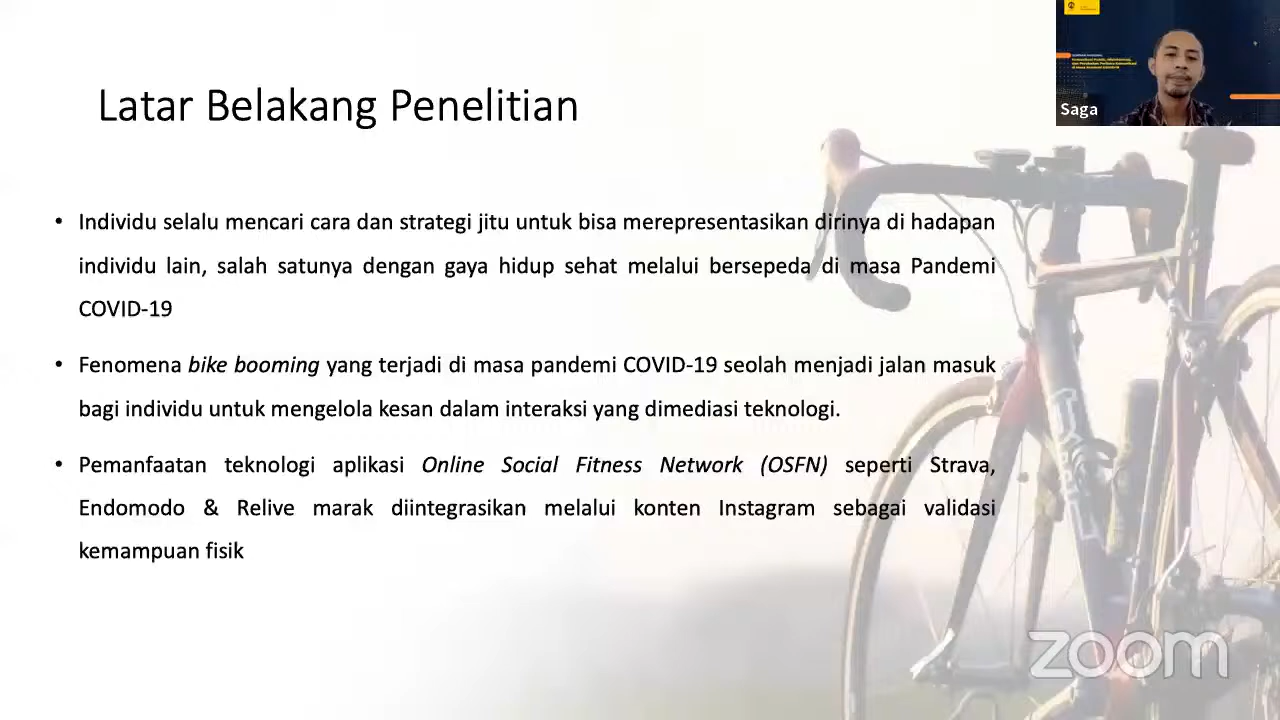 Latar Belakang Penelitian
Saga
• Individu selalu mencari cara dan strategi jitu untuk bisa merepresentasikan dirinya di hadapan
individu lain, salah satunya dengan gaya hidup sehat melalui bersepeda di masa Pandemi
COVID-19
• Fenomena bike booming yang terjadi di masa pandemi COVID-19 seolah menjadi jalan masuk
bagi individu untuk mengelola kesan dalam interaksi yang dimediasi teknologi.
• Pemanfaatan teknologi aplikasi Online Social Fitness Network (OSFN) seperti Strava,
Endomodo & Relive marak diintegrasikan melalui konten Instagram sebagai validasi
kemampuan fisik
zoom